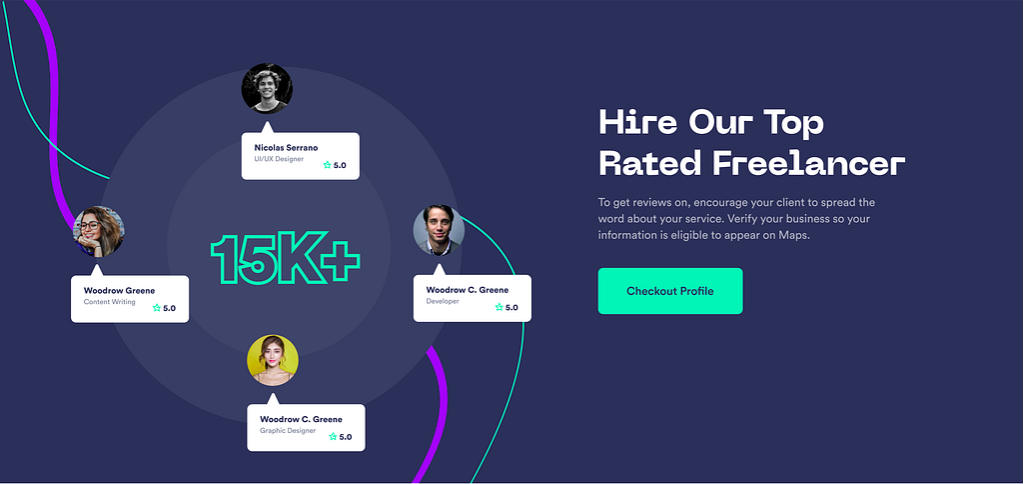 Nicolas Serrano
UI/UX Designer
5.0
15K+
Woodrow Greene
Content Writing
5.0
Woodrow C. Greene
Developer
5.0
Woodrow C. Greene
Graphic Designer
5.0
Hire Our Top
Rated Freelancer
To get reviews on, encourage your client to spread the
word about your service. Verify your business so your
information is eligible to appear on Maps.
Checkout Profile